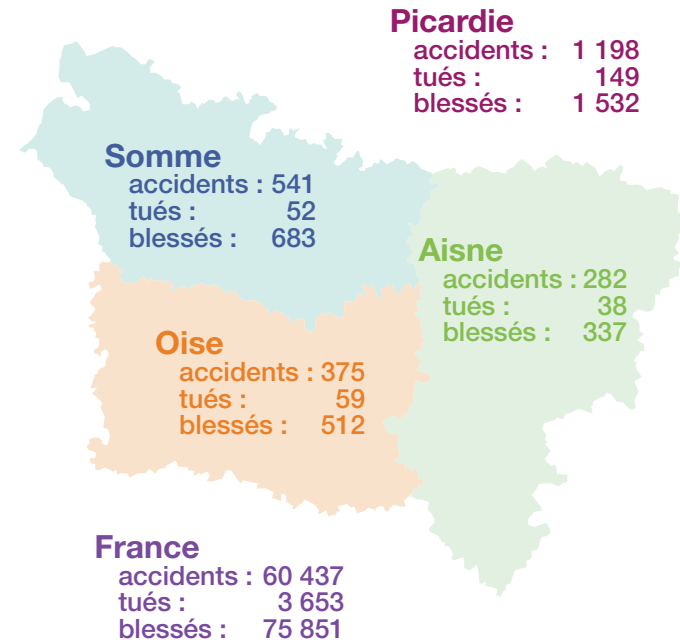 Picardie
accidents : 1 198
tués : 149
blessés : 1 532
Somme
accidents : 541
tués : 52
blessés : 683
Aisne
accidents : 282
tués : 38
blessés : 337
Oise
accidents : 375
tués : 59
blessés : 512
France
accidents : 60 437
tués : 3 653
blessés : 75 851